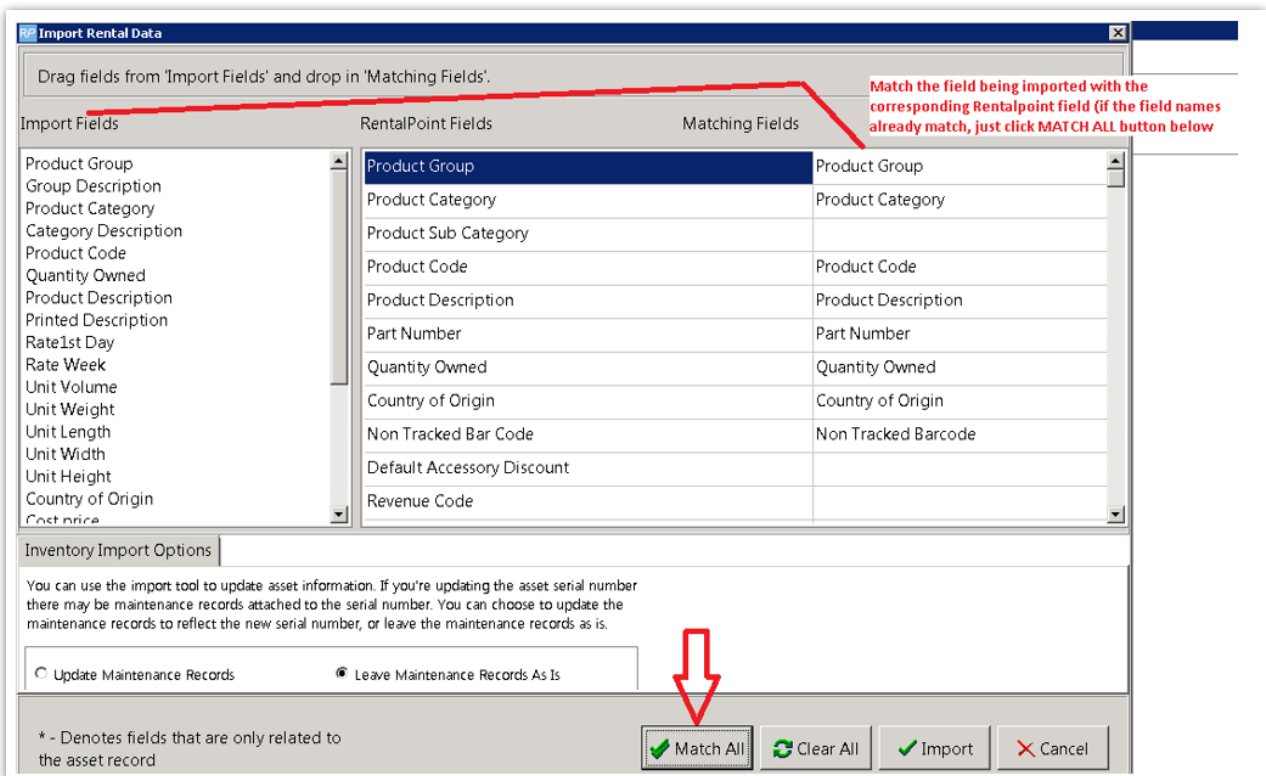 RP Import Rental Data
Drag fields from 'Import Fields' and drop in 'Matching Fields'.
Match the field being imported with the
corresponding Rentalpoint field (if the field names
already match, just click MATCH ALL button below
Import Fields
RentalPoint Fields
Matching Fields
Product Group
Group Description
Product Category
Category Description
Product Code
Quantity Owned
Product Description
Printed Description
Rate1st Day
Rate Week
Unit Volume
Unit Weight
Unit Length
Unit Width
Unit Height
Country of Origin
Cost price
Product Group Product Group
Product Category Product Category
Product Sub Category
Product Code Product Code
Product Description Product Description
Part Number Part Number
Quantity Owned Quantity Owned
Country of Origin Country of Origin
Non Tracked Bar Code Non Tracked Barcode
Default Accessory Discount
Revenue Code
Inventory Import Options
You can use the import tool to update asset information. If you're updating the asset serial number
there may be maintenance records attached to the serial number. You can choose to update the
maintenance records to reflect the new serial number, or leave the maintenance records as is.
Update Maintenance Records Leave Maintenance Records As Is
* - Denotes fields that are only related to
the asset record
Match All Clear All Import Cancel